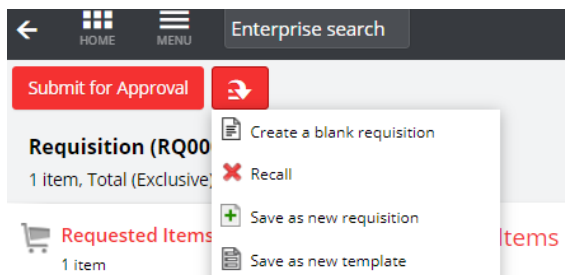 HOME
MENU
Enterprise search
Submit for Approval
Requisition (RQ00
1 item, Total (Exclusive)
Create a blank requisition
Recall
Save as new requisition
Save as new template
Requested Items
1 item
Items